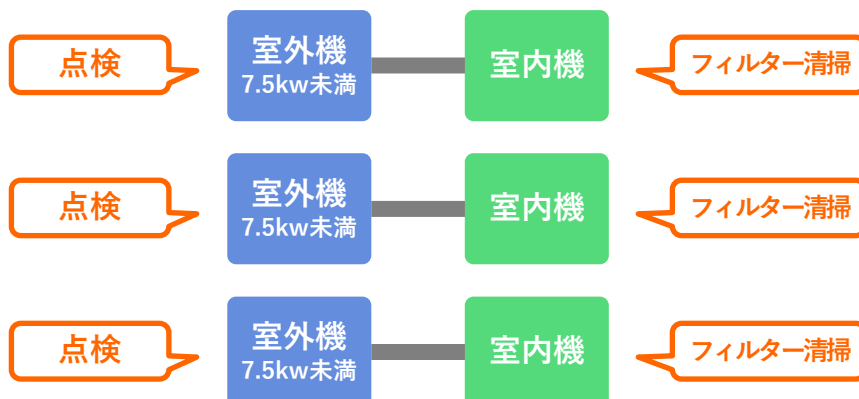 点検
室外機
7.5kw未満
室内機
フィルター清掃
点検
室外機
7.5kw未満
室内機
フィルター清掃
点検
室外機
7.5kw未満
室内機
フィルター清掃